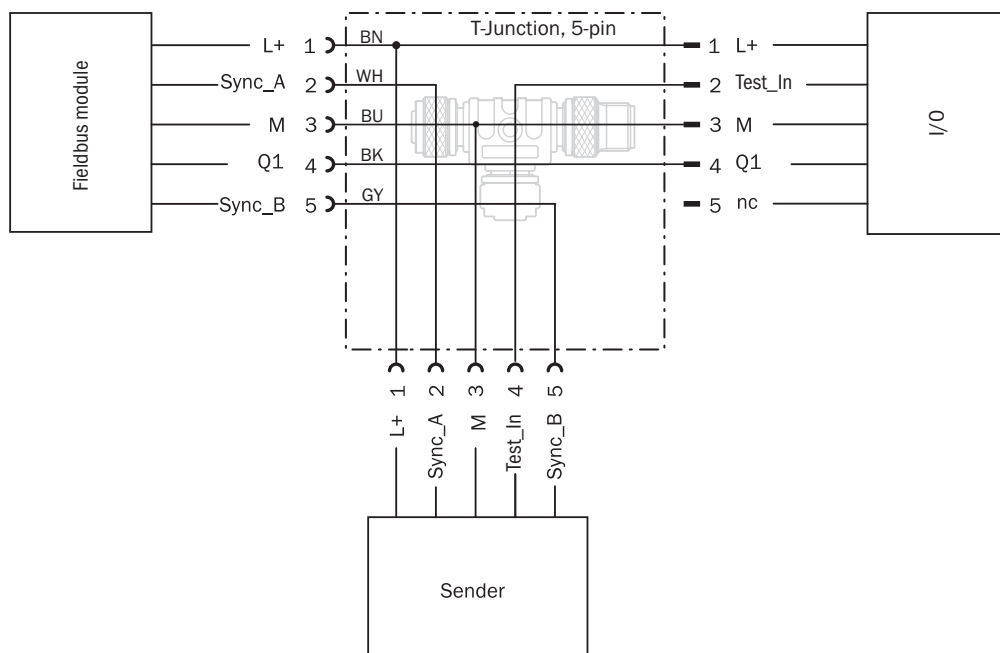 T-Junction, 5-pin
Fieldbus module
L+ 1 BN
Sync_A 2 WH
M 3 BU
Q1 4 BK
Sync_B 5 GY
1 L+
2 Test_In
3 M
4 Q1
5 nc
I/O
1 2 3 4 5
L+ Sync_A M Test_In Sync_B
Sender